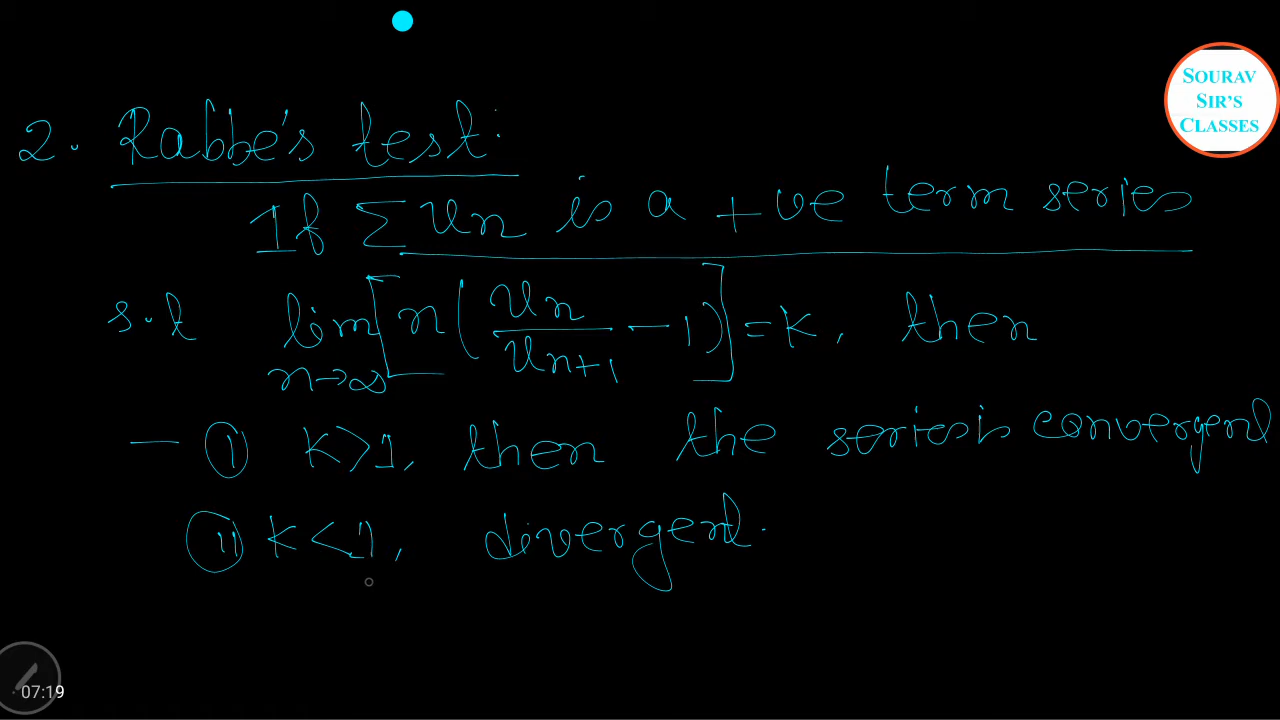 SOURAV
SIR'S
CLASSES
2. Rabbe's test:
If Σun is a +ve term series
s.t lim n→∞ [n(un/un+1 - 1)] = k, then
- (i) k>1, then the series is convergent
(ii) k<1, divergent.
07:19